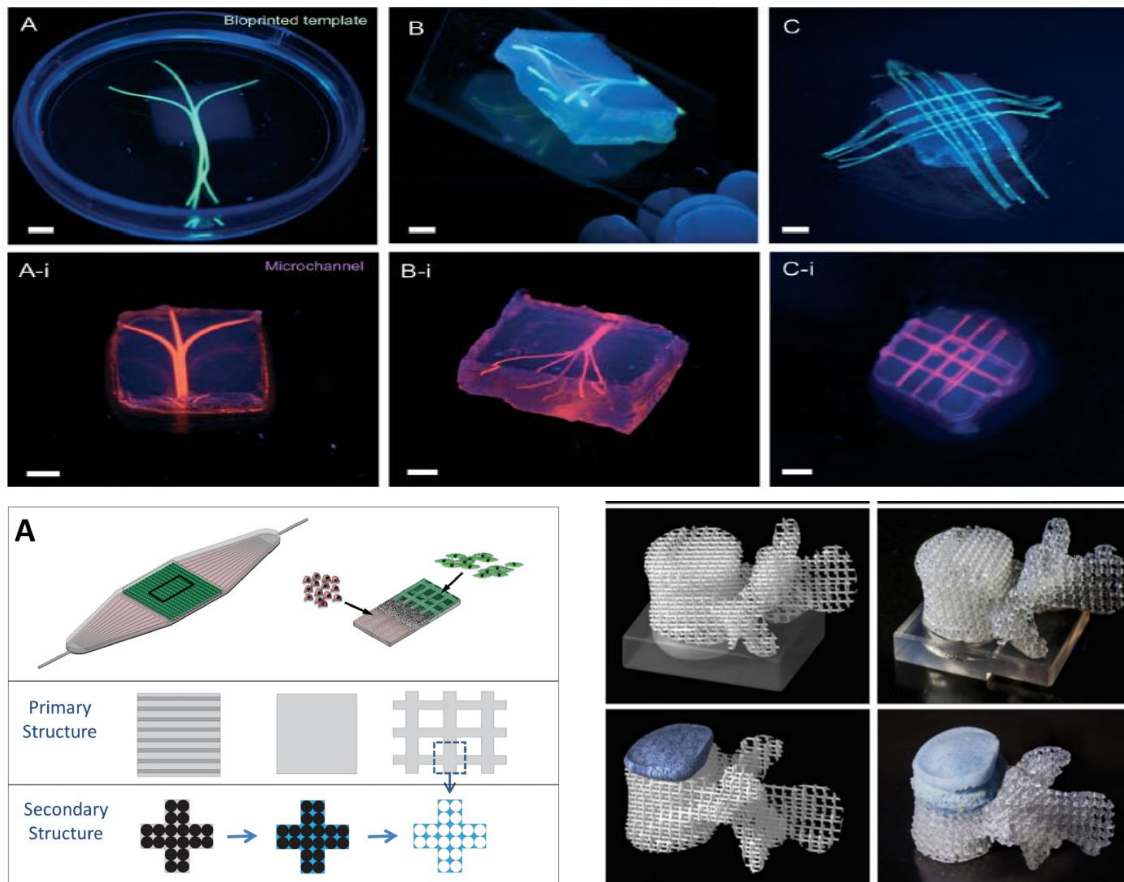 A
Bioprinted template
B
C
A-i
Microchannel
B-i
C-i
A
Primary
Structure
Secondary
Structure